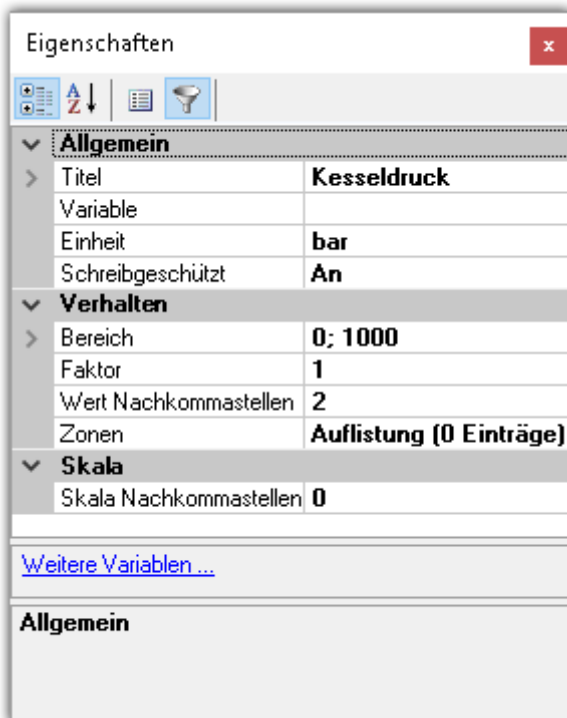 Eigenschaften
x
A
Z
Allgemein
Titel Kesseldruck
Variable
Einheit bar
Schreibgeschützt An
Verhalten
Bereich 0; 1000
Faktor 1
Wert Nachkommastellen 2
Zonen Auflistung (0 Einträge)
Skala
Skala Nachkommastellen 0
Weitere Variablen ...
Allgemein